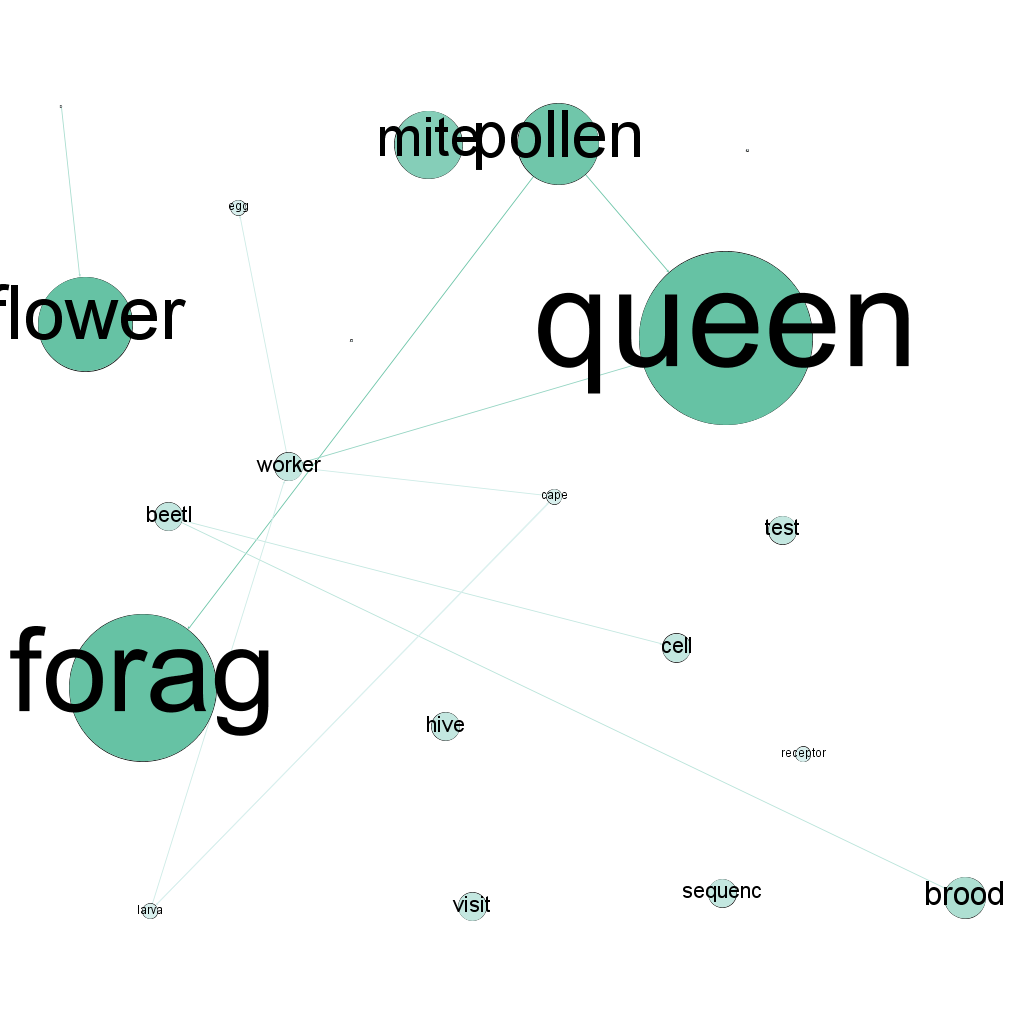 mite
pollen
egg
flower
queen
worker
cape
beetl
test
forag
cell
hive
receptor
larva
visit
sequenc
brood